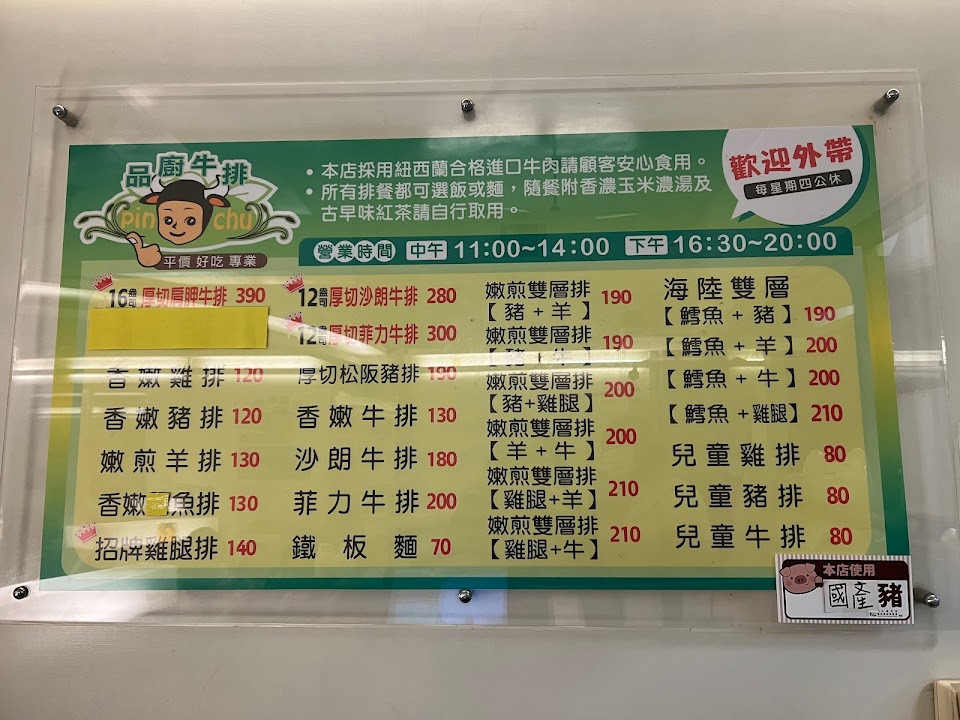 品廚牛排
pin chu
平價 好吃 專業
• 本店採用紐西蘭合格進口牛肉請顧客安心食用。
• 所有排餐都可選飯或麵，隨餐附香濃玉米濃湯及
古早味紅茶請自行取用。
歡迎外帶
每星期四公休
營業時間 中午 11:00~14:00 下午 16:30~20:00
16盎司厚切肩胛牛排 390
香嫩雞排 120
香嫩豬排 120
嫩煎羊排 130
香嫩魚排 130
招牌雞腿排 140
12盎司厚切沙朗牛排 280
12盎司厚切菲力牛排 300
厚切松阪豬排 190
香嫩牛排 130
沙朗牛排 180
菲力牛排 200
鐵板麵 70
嫩煎雙層排
【豬+羊】 190
嫩煎雙層排
【豬+牛】 190
嫩煎雙層排
【豬+雞腿】 200
嫩煎雙層排
【羊+牛】 200
嫩煎雙層排
【雞腿+羊】 210
嫩煎雙層排
【雞腿+牛】 210
海陸雙層
【鱈魚+豬】 190
【鱈魚+羊】 200
【鱈魚+牛】 200
【鱈魚+雞腿】 210
兒童雞排 80
兒童豬排 80
兒童牛排 80
本店使用
國產豬